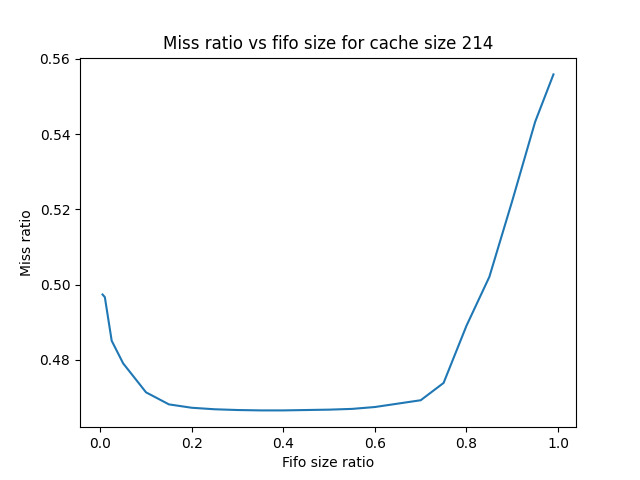 Miss ratio vs fifo size for cache size 214
0.56
0.54
0.52
0.50
0.48
Miss ratio
0.0 0.2 0.4 0.6 0.8 1.0
Fifo size ratio